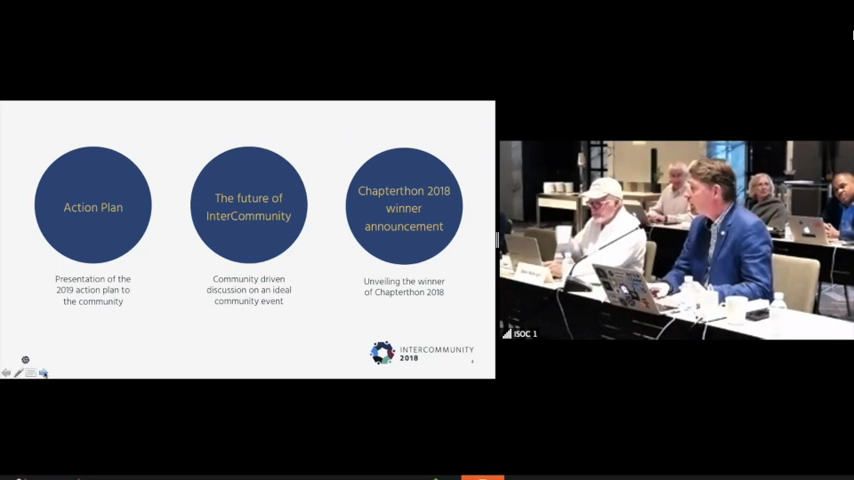 Action Plan
Presentation of the
2019 action plan to
the community
The future of
InterCommunity
Community driven
discussion on an ideal
community event
Chapterthon 2018
winner
announcement
Unveiling the winner
of Chapterthon 2018
INTERCOMMUNITY
2018
ISOC 1